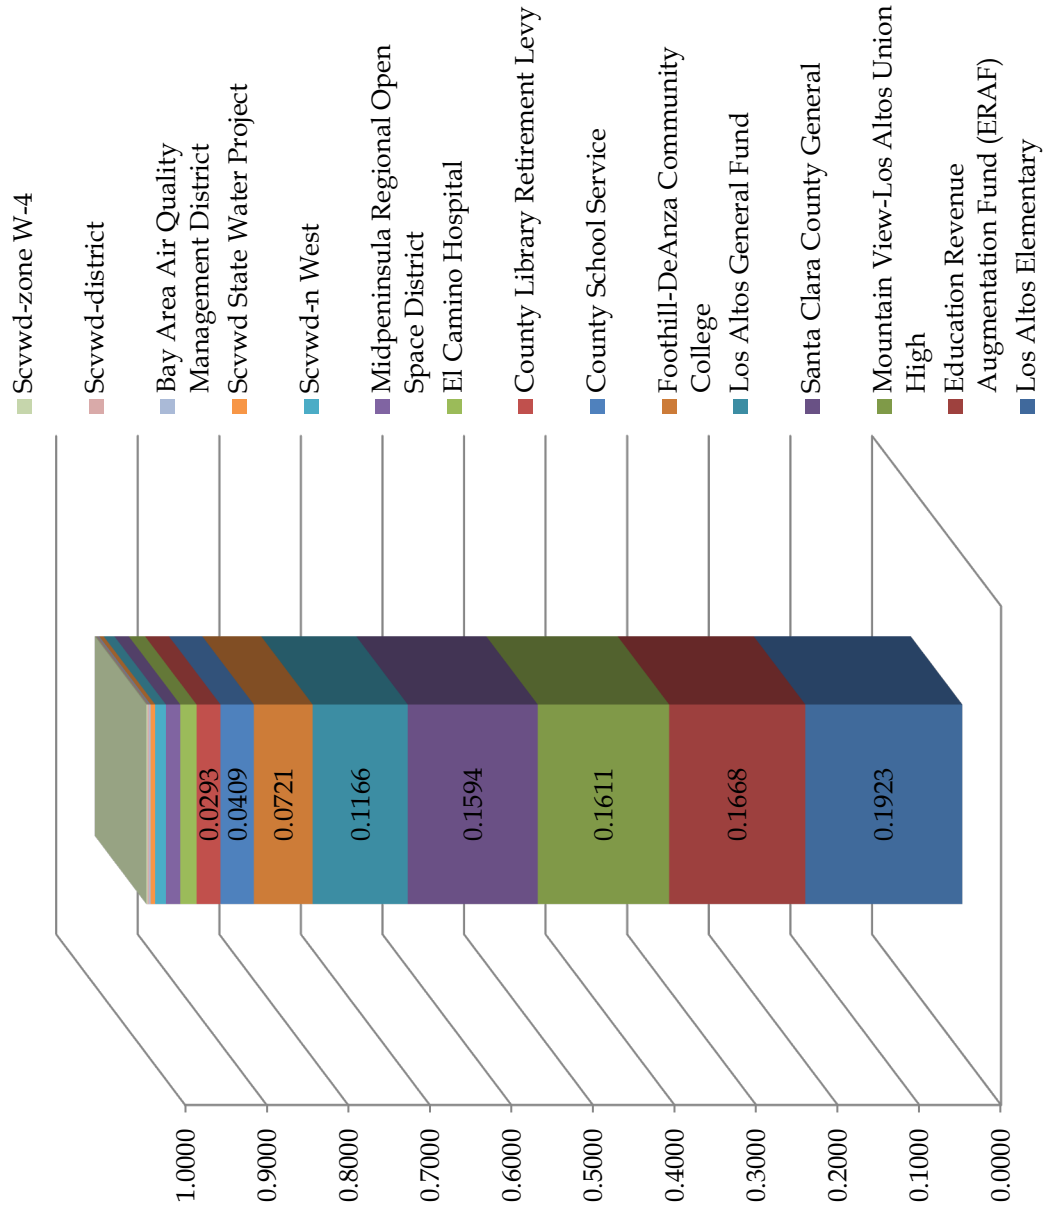 Scvwd-zone W-4
Scvwd-district
Bay Area Air Quality
Management District
Scvwd State Water Project
Scvwd-n West
Midpeninsula Regional Open
Space District
El Camino Hospital
County Library Retirement Levy
County School Service
Foothill-DeAnza Community
College
Los Altos General Fund
Santa Clara County General
Mountain View-Los Altos Union
High
Education Revenue
Augmentation Fund (ERAF)
Los Altos Elementary
0.0293
0.0409
0.0721
0.1166
0.1594
0.1611
0.1668
0.1923
1.0000
0.9000
0.8000
0.7000
0.6000
0.5000
0.4000
0.3000
0.2000
0.1000
0.0000